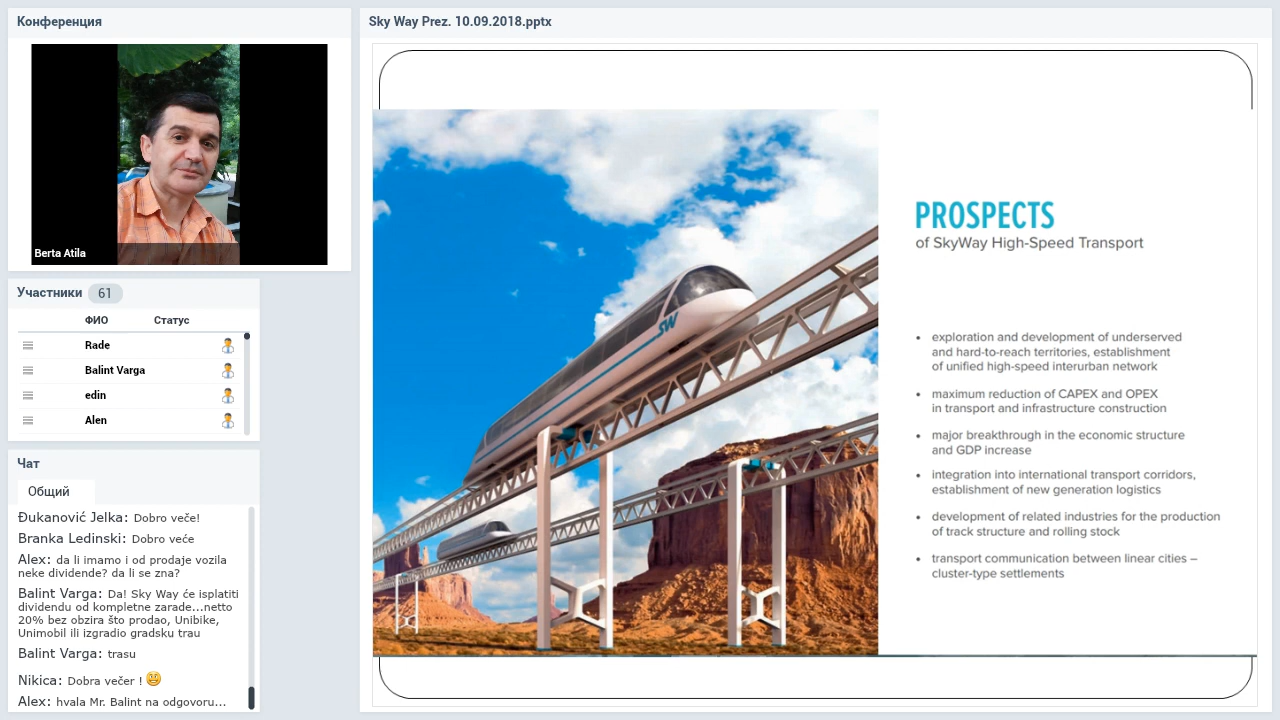 Конференция
Berta Atila
Участники 61
ФИО Статус
Rade
Balint Varga
edin
Alen
Чат
Общий
Đukanović Jelka: Dobro veče!
Branka Ledinski: Dobro veće
Alex: da li imamo i od prodaje vozila
neke dividende? da li se zna?
Balint Varga: Da! Sky Way će isplatiti
dividendu od kompletne zarade...netto
20% bez obzira što prodao, Unibike,
Unimobil ili izgradio gradsku trau
Balint Varga: trasu
Nikica: Dobra večer !
Alex: hvala Mr. Balint na odgovoru...
Sky Way Prez. 10.09.2018.pptx
SW
PROSPECTS
of SkyWay High-Speed Transport
• exploration and development of underserved
and hard-to-reach territories, establishment
of unified high-speed interurban network
• maximum reduction of CAPEX and OPEX
in transport and infrastructure construction
• major breakthrough in the economic structure
and GDP increase
• integration into international transport corridors,
establishment of new generation logistics
• development of related industries for the production
of track structure and rolling stock
• transport communication between linear cities –
cluster-type settlements